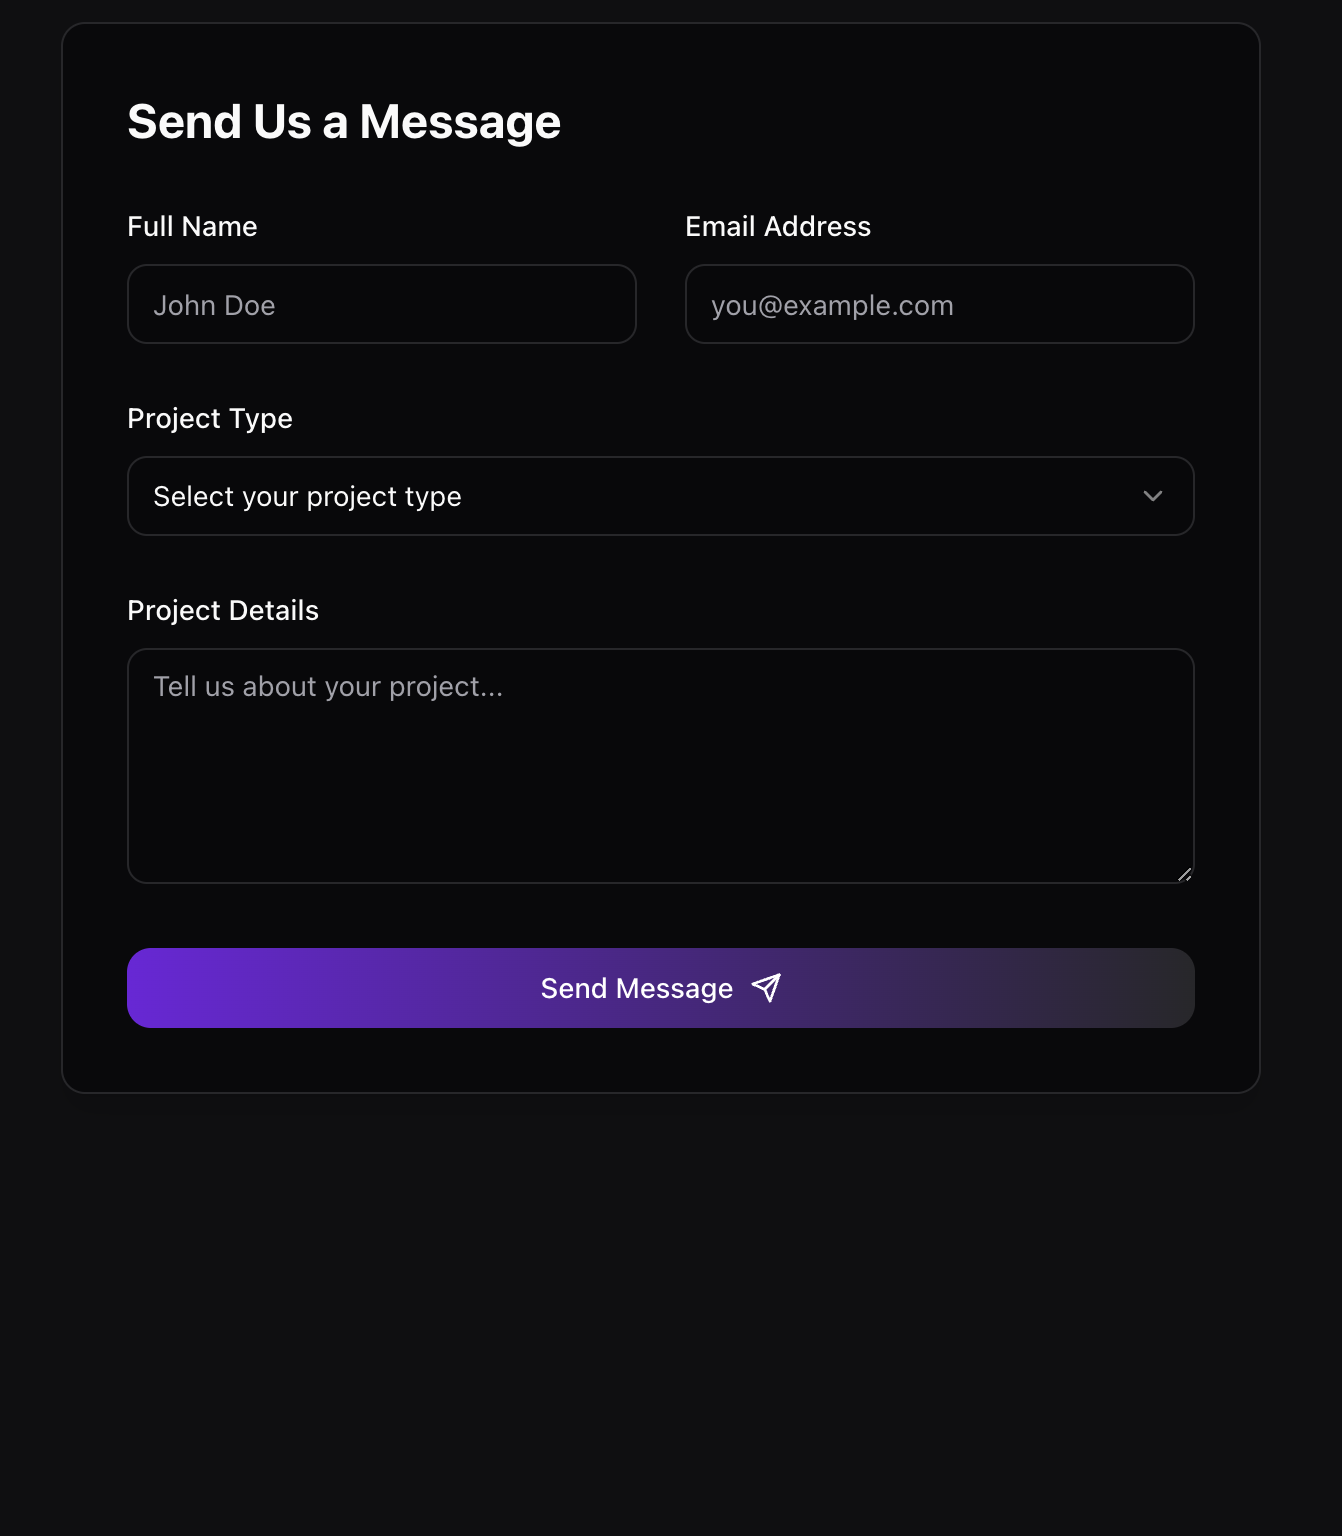 Send Us a Message
Full Name
Email Address
John Doe
you@example.com
Project Type
Select your project type
Project Details
Tell us about your project...
Send Message